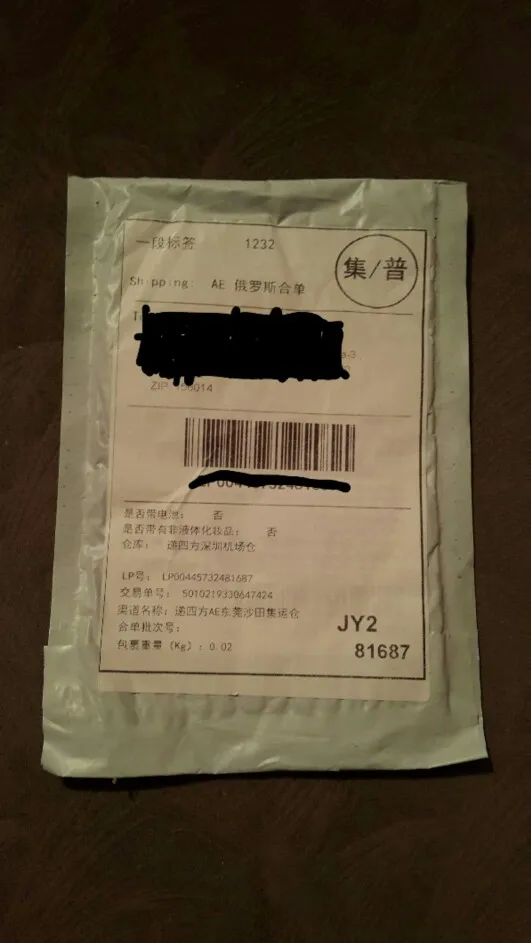 一段标签 1232
集/普
Shipping: AE 俄罗斯合单
ZIP
是否带电池: 否
是否带有非液体化妆品: 否
仓库: 递四方深圳机场仓
LP号: LP00445732481687
交易单号: 5010219330647424
渠道名称: 递四方AE东莞沙田集运仓
合单批次号:
包裹重量 (Kg): 0.02
JY2
81687